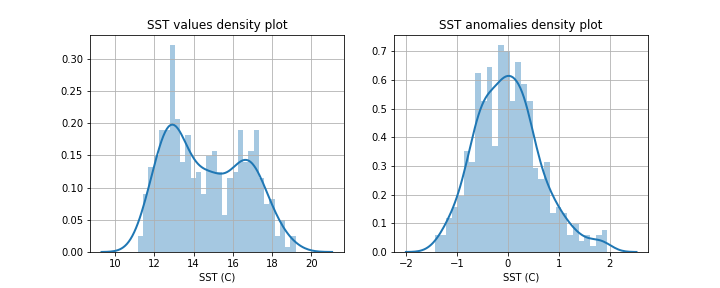 SST values density plot
0.30
0.25
0.20
0.15
0.10
0.05
0.00
10 12 14 16 18 20
SST (C)
SST anomalies density plot
0.7
0.6
0.5
0.4
0.3
0.2
0.1
0.0
−2 −1 0 1 2
SST (C)